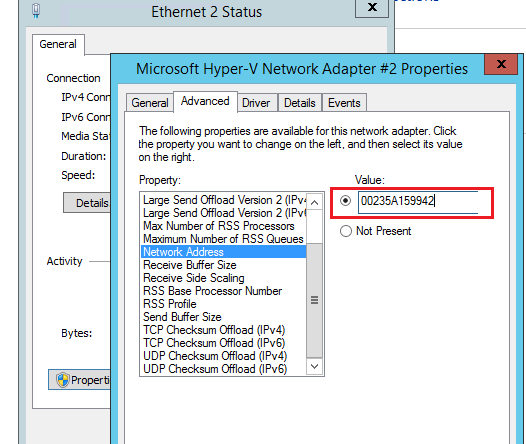 Ethernet 2 Status
x
General
Connection
IPv4 Conn
IPv6 Conn
Media Sta
Duration:
Speed:
Details
Activity
Bytes:
Properti
Microsoft Hyper-V Network Adapter #2 Properties
x
General
Advanced
Driver
Details
Events
The following properties are available for this network adapter. Click
the property you want to change on the left, and then select its value
on the right.
Property:
Value:
Large Send Offload Version 2 (IPv4
Large Send Offload Version 2 (IPv6
Max Number of RSS Processors
Maximum Number of RSS Queues
Network Address
Receive Buffer Size
Receive Side Scaling
RSS Base Processor Number
RSS Profile
Send Buffer Size
TCP Checksum Offload (IPv4)
TCP Checksum Offload (IPv6)
UDP Checksum Offload (IPv4)
UDP Checksum Offload (IPv6)
00235A159942
Not Present